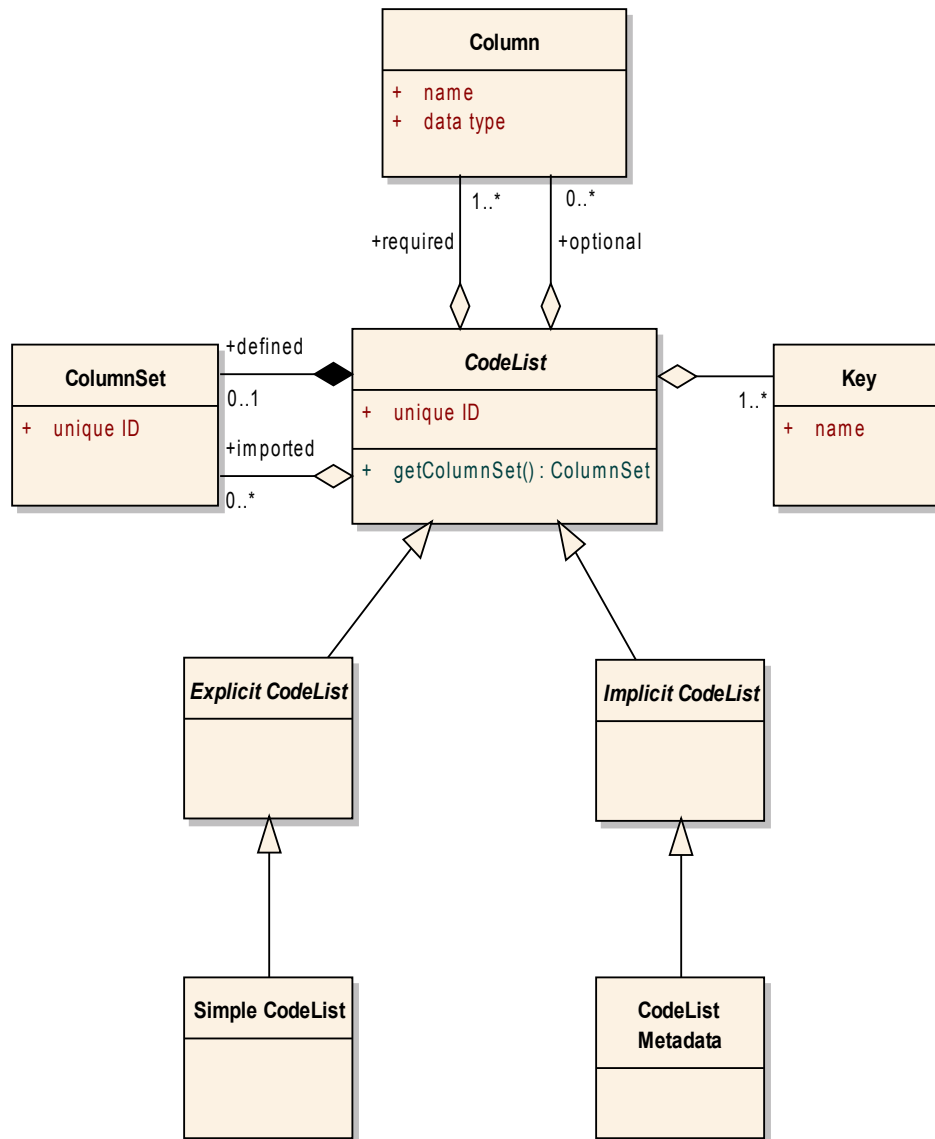 Column
+ name
+ data type
1..*
0..*
+required
+optional
+defined
0..1
ColumnSet
+ unique ID
+imported
0..*
CodeList
+ unique ID
+ getColumnSet() : ColumnSet
1..*
Key
+ name
Explicit CodeList
Implicit CodeList
Simple CodeList
CodeList
Metadata